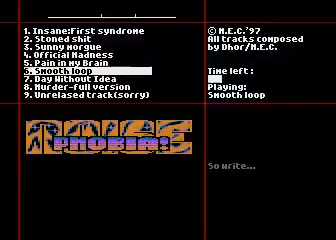 1. Insane:First syndrome
2. Stoned shit
3. Sunny morgue
4. Official Madness
5. Pain in my Brain
6. Smooth loop
7. Day Without Idea
8. Murder-full version
9. Unrelased track(sorry)
© M.E.C.'97
All tracks composed
by Dhor/M.E.C.
Time left :
Playing:
Smooth loop
NOISE
PHOBIA!
So write...